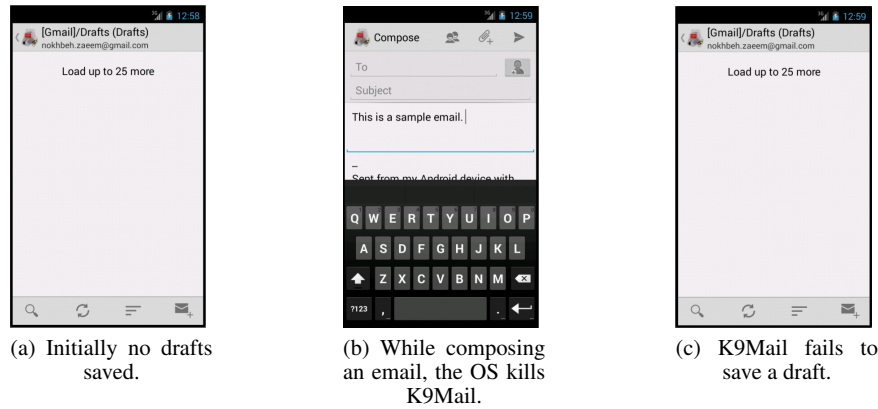 3G 12:58
[Gmail]/Drafts (Drafts)
nokhbeh.zaeem@gmail.com
Load up to 25 more
(a) Initially no drafts
saved.
3G 12:59
Compose
To
Subject
This is a sample email.
–
Sent from my Android device with
Q W E R T Y U I O P
A S D F G H J K L
Z X C V B N M
?123 , .
(b) While composing
an email, the OS kills
K9Mail.
3G 12:59
[Gmail]/Drafts (Drafts)
nokhbeh.zaeem@gmail.com
Load up to 25 more
(c) K9Mail fails to
save a draft.